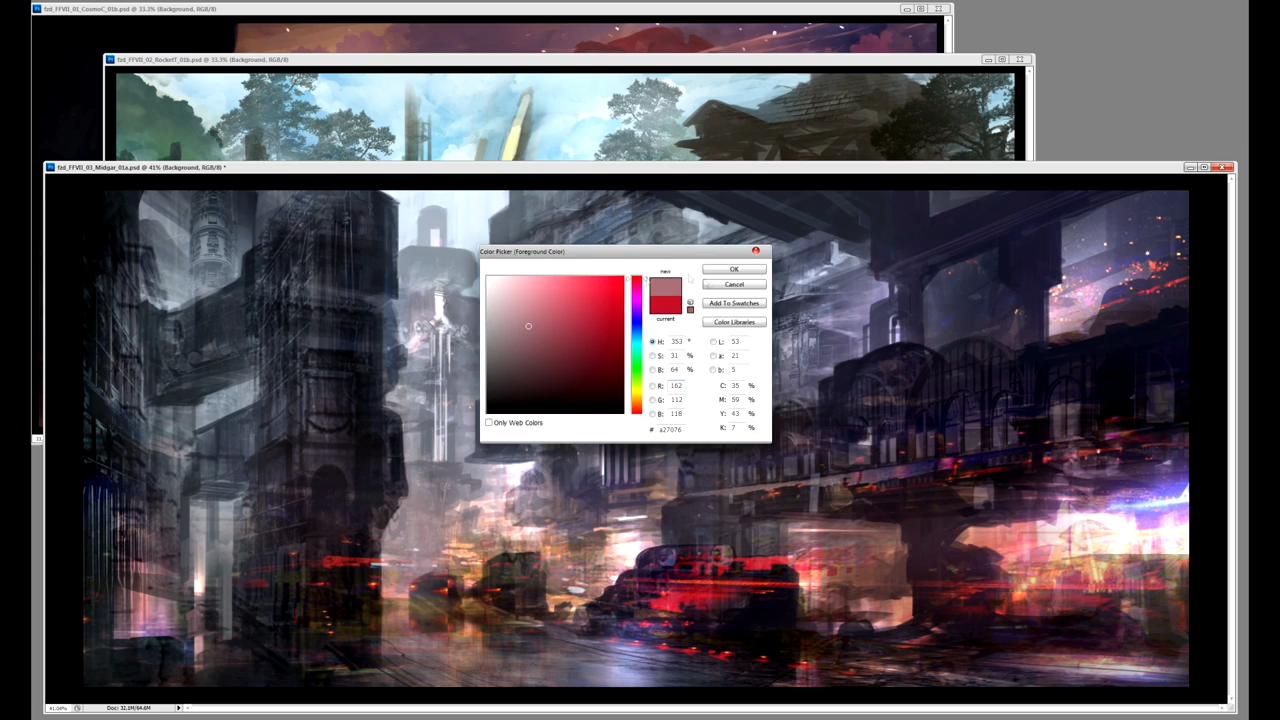 fzd_FFVII_01_CosmoC_01b.psd @ 33.3% (Background, RGB/8)
fzd_FFVII_02_RocketT_01b.psd @ 33.3% (Background, RGB/8)
fzd_FFVII_03_Midgar_01a.psd @ 41% (Background, RGB/8) *
Color Picker (Foreground Color)
new
current
OK
Cancel
Add To Swatches
Color Libraries
H: 353 ° L: 53
S: 31 % a: 21
B: 64 % b: 5
R: 162 C: 35 %
G: 112 M: 59 %
B: 118 Y: 43 %
# a27076 K: 7 %
Only Web Colors
33.
41.04% Doc: 32.1M/64.6M